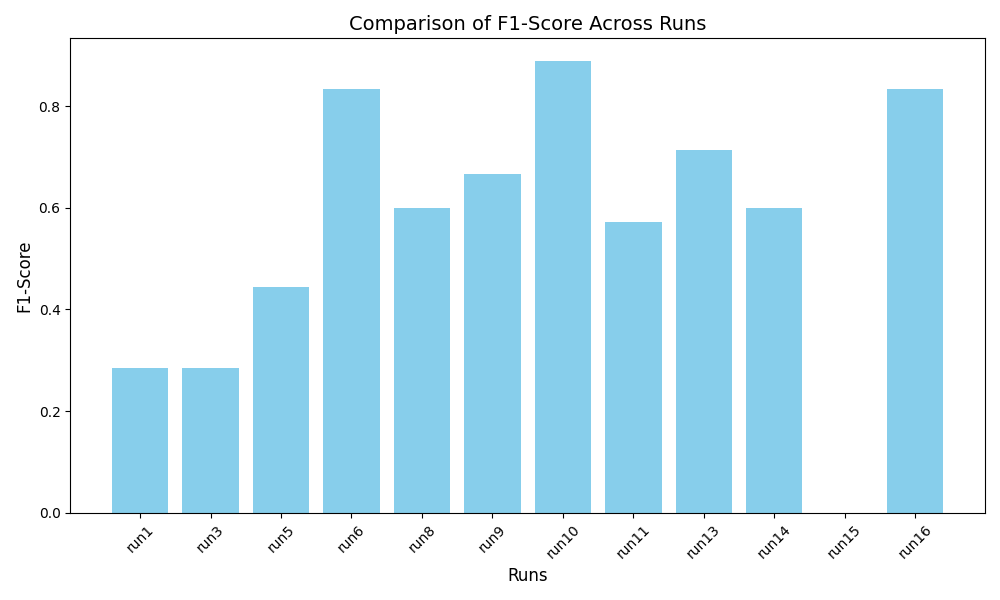 Comparison of F1-Score Across Runs
F1-Score
0.8
0.6
0.4
0.2
0.0
run1 run3 run5 run6 run8 run9 run10 run11 run13 run14 run15 run16
Runs